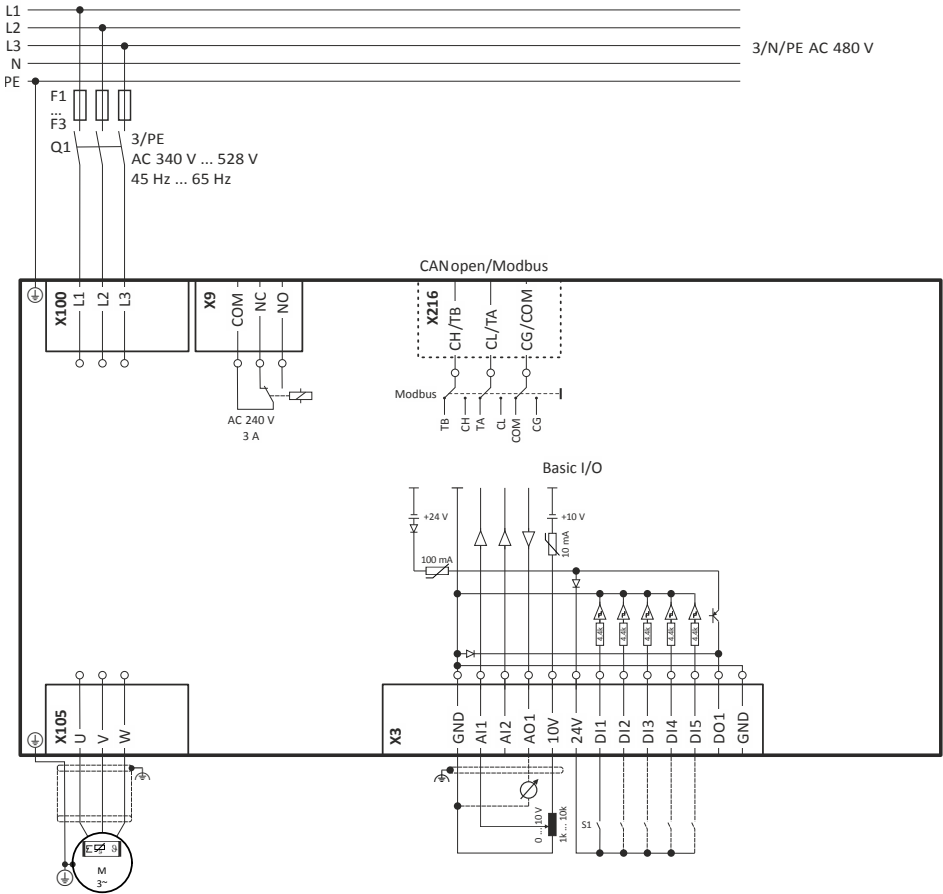 L1
L2
L3
N
PE
3/N/PE AC 480 V
F1
...
F3
Q1
3/PE
AC 340 V ... 528 V
45 Hz ... 65 Hz
CANopen/Modbus
X100
L1
L2
L3
X9
COM
NC
NO
X216
CH/TB
CL/TA
CG/COM
AC 240 V
3 A
Modbus
TB
CH
TA
CL
COM
CG
Basic I/O
+24 V
+10 V
10 mA
100 mA
4.4k
4.4k
4.4k
4.4k
4.4k
X105
U
V
W
X3
GND
AI1
AI2
AO1
10V
24V
DI1
DI2
DI3
DI4
DI5
DO1
GND
0 ... 10 V
1k ... 10k
S1
M
3~